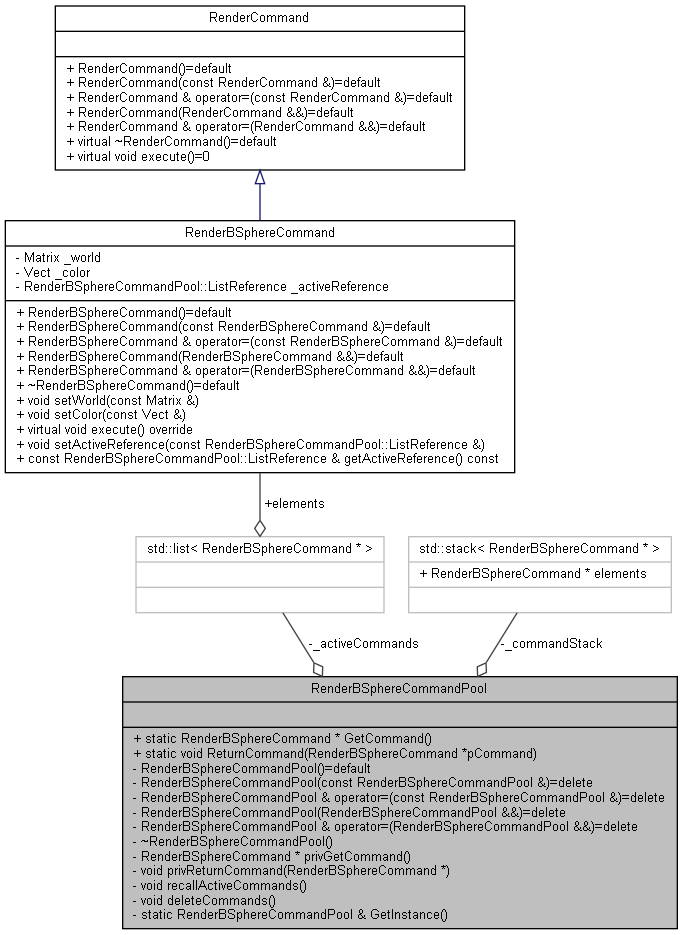 RenderCommand
+ RenderCommand()=default
+ RenderCommand(const RenderCommand &)=default
+ RenderCommand & operator=(const RenderCommand &)=default
+ RenderCommand(RenderCommand &&)=default
+ RenderCommand & operator=(RenderCommand &&)=default
+ virtual ~RenderCommand()=default
+ virtual void execute()=0
RenderBSphereCommand
- Matrix _world
- Vect _color
- RenderBSphereCommandPool::ListReference _activeReference
+ RenderBSphereCommand()=default
+ RenderBSphereCommand(const RenderBSphereCommand &)=default
+ RenderBSphereCommand & operator=(const RenderBSphereCommand &)=default
+ RenderBSphereCommand(RenderBSphereCommand &&)=default
+ RenderBSphereCommand & operator=(RenderBSphereCommand &&)=default
+ ~RenderBSphereCommand()=default
+ void setWorld(const Matrix &)
+ void setColor(const Vect &)
+ virtual void execute() override
+ void setActiveReference(const RenderBSphereCommandPool::ListReference &)
+ const RenderBSphereCommandPool::ListReference & getActiveReference() const
+elements
std::list< RenderBSphereCommand * >
std::stack< RenderBSphereCommand * >
+ RenderBSphereCommand * elements
-_activeCommands
-_commandStack
RenderBSphereCommandPool
+ static RenderBSphereCommand * GetCommand()
+ static void ReturnCommand(RenderBSphereCommand *pCommand)
- RenderBSphereCommandPool()=default
- RenderBSphereCommandPool(const RenderBSphereCommandPool &)=delete
- RenderBSphereCommandPool & operator=(const RenderBSphereCommandPool &)=delete
- RenderBSphereCommandPool(RenderBSphereCommandPool &&)=delete
- RenderBSphereCommandPool & operator=(RenderBSphereCommandPool &&)=delete
- ~RenderBSphereCommandPool()
- RenderBSphereCommand * privGetCommand()
- void privReturnCommand(RenderBSphereCommand *)
- void recallActiveCommands()
- void deleteCommands()
- static RenderBSphereCommandPool & GetInstance()